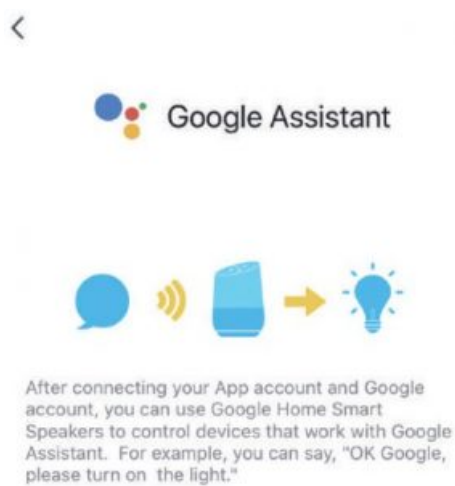 Google Assistant
After connecting your App account and Google
account, you can use Google Home Smart
Speakers to control devices that work with Google
Assistant. For example, you can say, "OK Google,
please turn on the light."